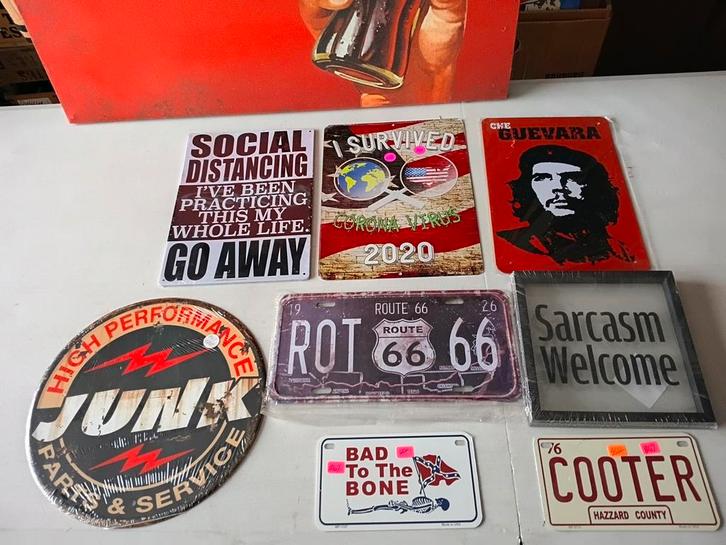 SOCIAL
DISTANCING
I'VE BEEN
PRACTICING
THIS MY
WHOLE LIFE.
GO AWAY
I SURVIVED
CORONA VIRUS
2020
CHE
GUEVARA
HIGH PERFORMANCE
JUNK
PARTS & SERVICE
19 ROUTE 66 26
ROT ROUTE 66 66
Sarcasm
Welcome
BAD
To The
BONE
76
COOTER
HAZZARD COUNTY